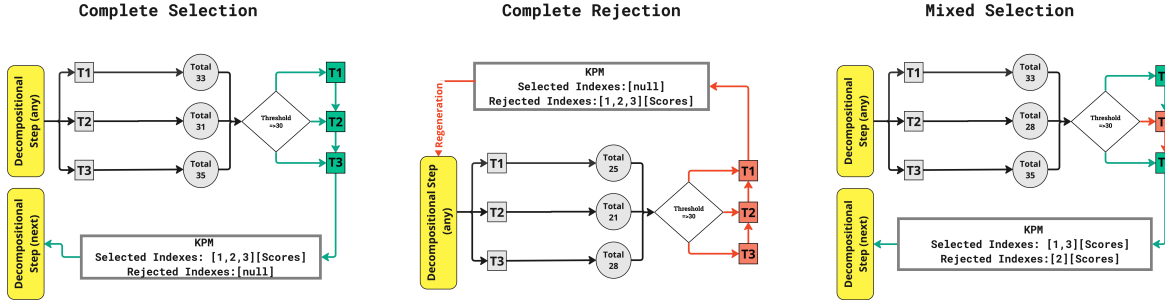 Complete Selection
Decompositional
Step (any)
T1
T2
T3
Total
33
Total
31
Total
35
Threshold
=>30
T1
T2
T3
Decompositional
Step (next)
KPM
Selected Indexes: [1,2,3][Scores]
Rejected Indexes:[null]
Complete Rejection
KPM
Selected Indexes:[null]
Rejected Indexes:[1,2,3][Scores]
Regeneration
Decompositional Step
(any)
T1
T2
T3
Total
25
Total
21
Total
28
Threshold
=>30
T1
T2
T3
Mixed Selection
Decompositional
Step (any)
T1
T2
T3
Total
33
Total
28
Total
35
Threshold
=>30
Decompositional
Step (next)
KPM
Selected Indexes: [1,3][Scores]
Rejected Indexes:[2][Scores]